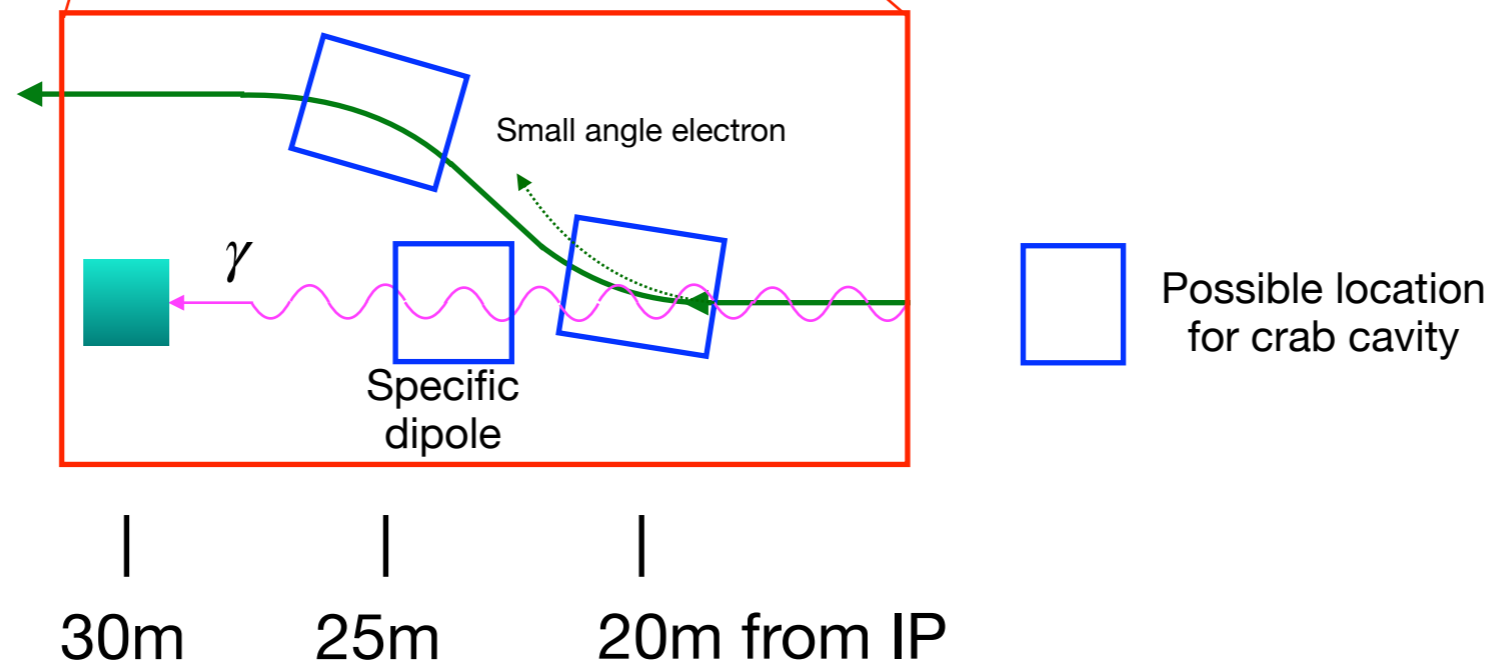 Small angle electron
γ
Specific
dipole
Possible location
for crab cavity
30m 25m 20m from IP